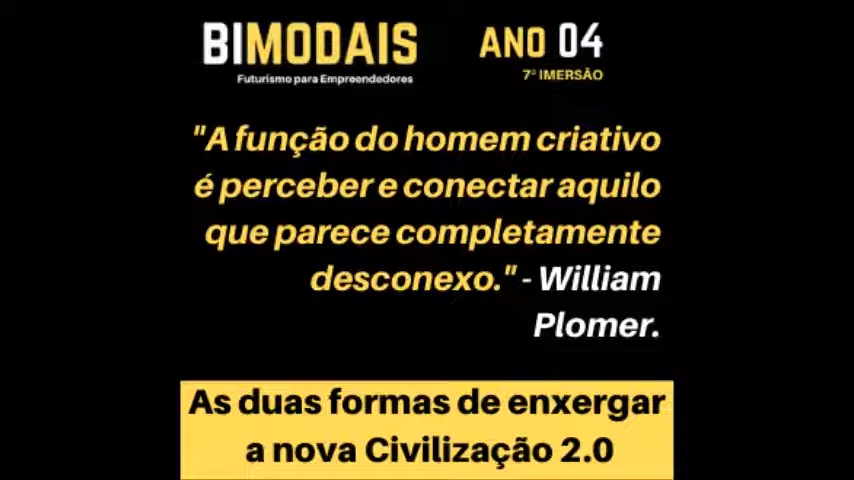 BIMODAIS
Futurismo para Empreendedores
ANO 04
7ª IMERSÃO
"A função do homem criativo
é perceber e conectar aquilo
que parece completamente
desconexo." - William
Plomer.
As duas formas de enxergar
a nova Civilização 2.0